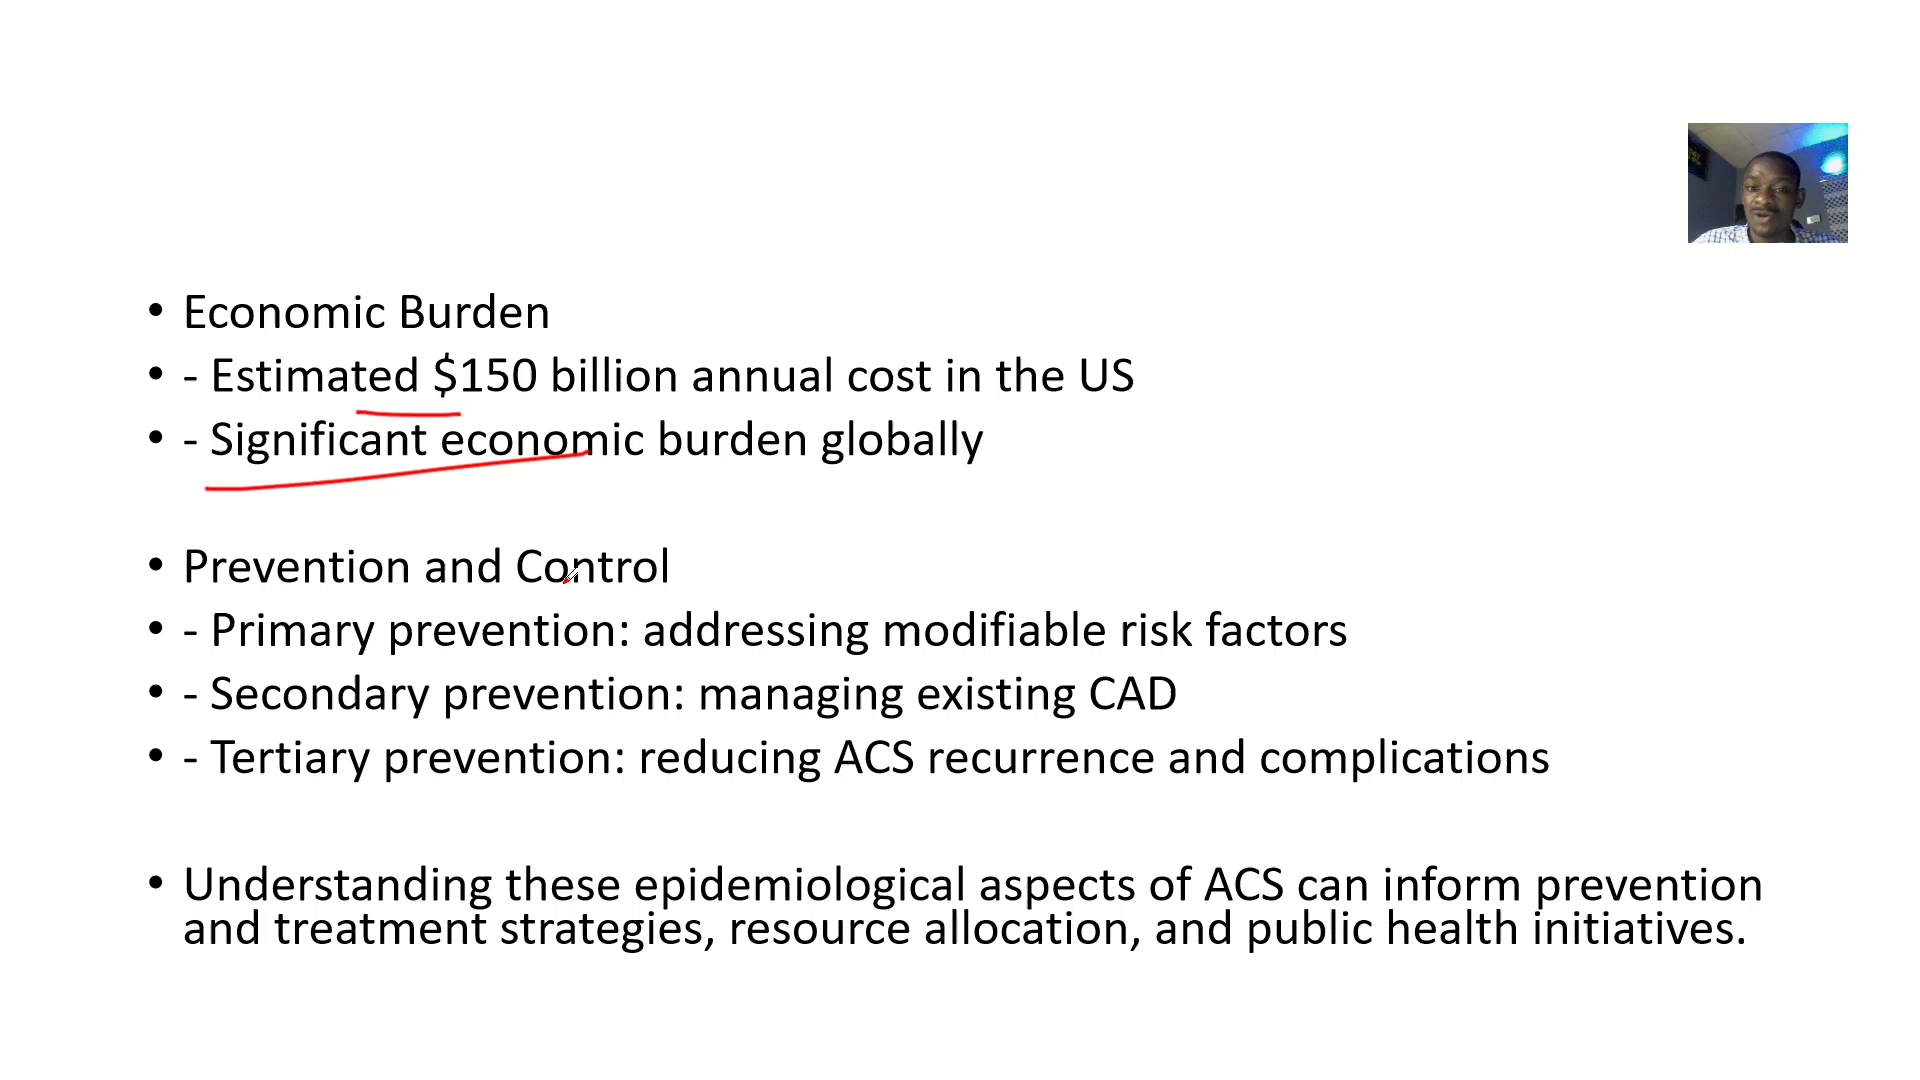 • Economic Burden
• - Estimated $150 billion annual cost in the US
• - Significant economic burden globally
• Prevention and Control
• - Primary prevention: addressing modifiable risk factors
• - Secondary prevention: managing existing CAD
• - Tertiary prevention: reducing ACS recurrence and complications
• Understanding these epidemiological aspects of ACS can inform prevention
and treatment strategies, resource allocation, and public health initiatives.